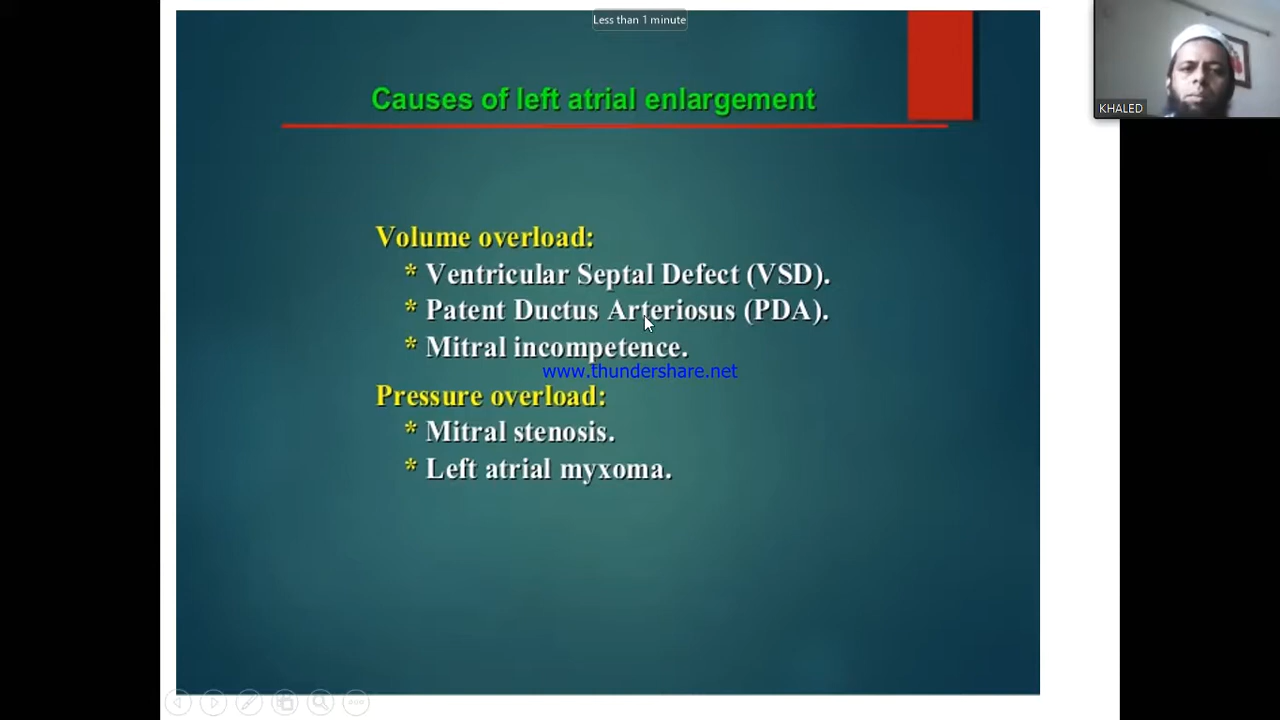 Less than 1 minute
KHALED
Causes of left atrial enlargement
Volume overload:
* Ventricular Septal Defect (VSD).
* Patent Ductus Arteriosus (PDA).
* Mitral incompetence.
www.thundershare.net
Pressure overload:
* Mitral stenosis.
* Left atrial myxoma.